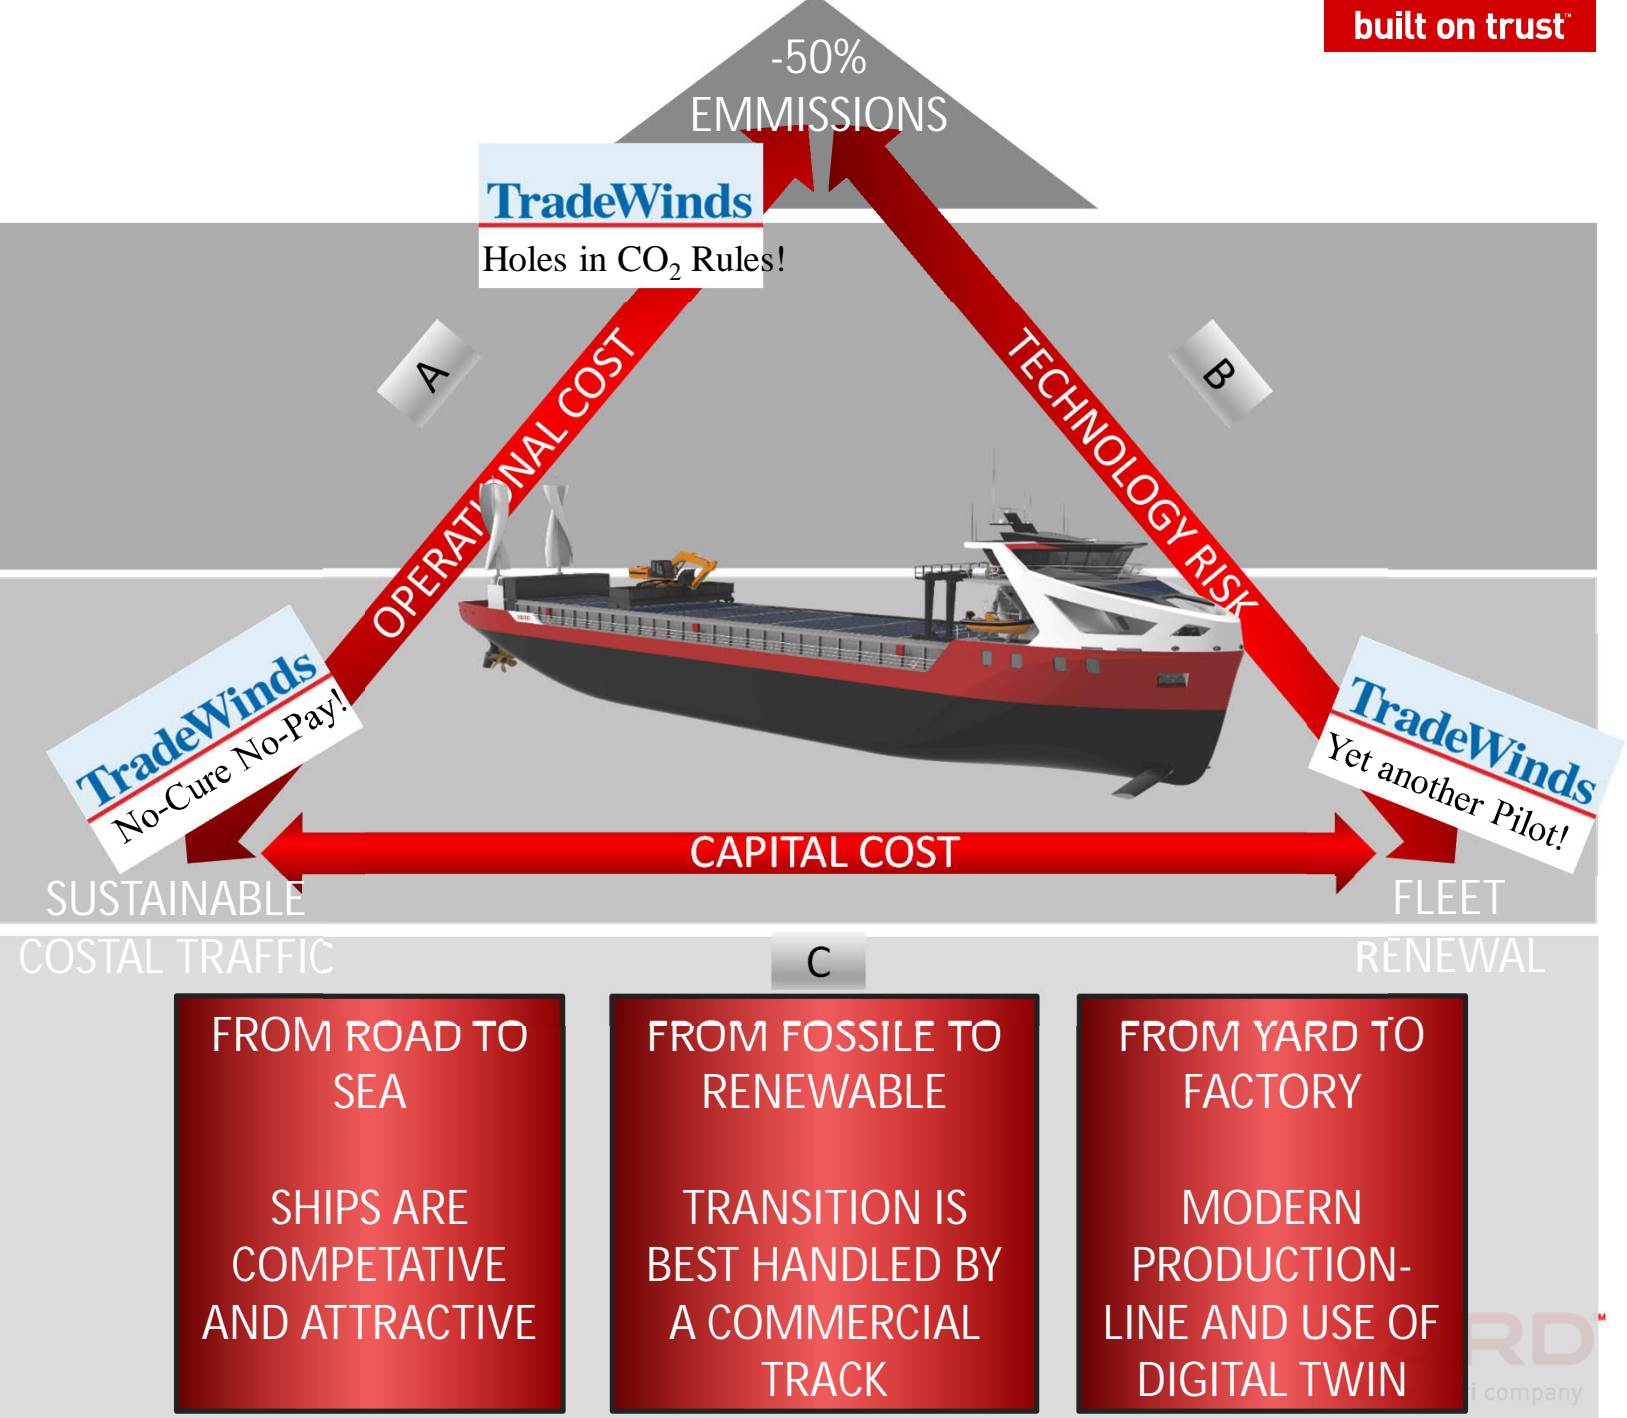 built on trust™
-50%
EMMISSIONS
TradeWinds
Holes in CO₂ Rules!
A
B
OPERATIONAL COST
TECHNOLOGY RISK
TradeWinds
No-Cure No-Pay!
TradeWinds
Yet another Pilot!
CAPITAL COST
SUSTAINABLE
COSTAL TRAFFIC
FLEET
RENEWAL
C
FROM ROAD TO
SEA
SHIPS ARE
COMPETATIVE
AND ATTRACTIVE
FROM FOSSILE TO
RENEWABLE
TRANSITION IS
BEST HANDLED BY
A COMMERCIAL
TRACK
FROM YARD TO
FACTORY
MODERN
PRODUCTION-
LINE AND USE OF
DIGITAL TWIN
company